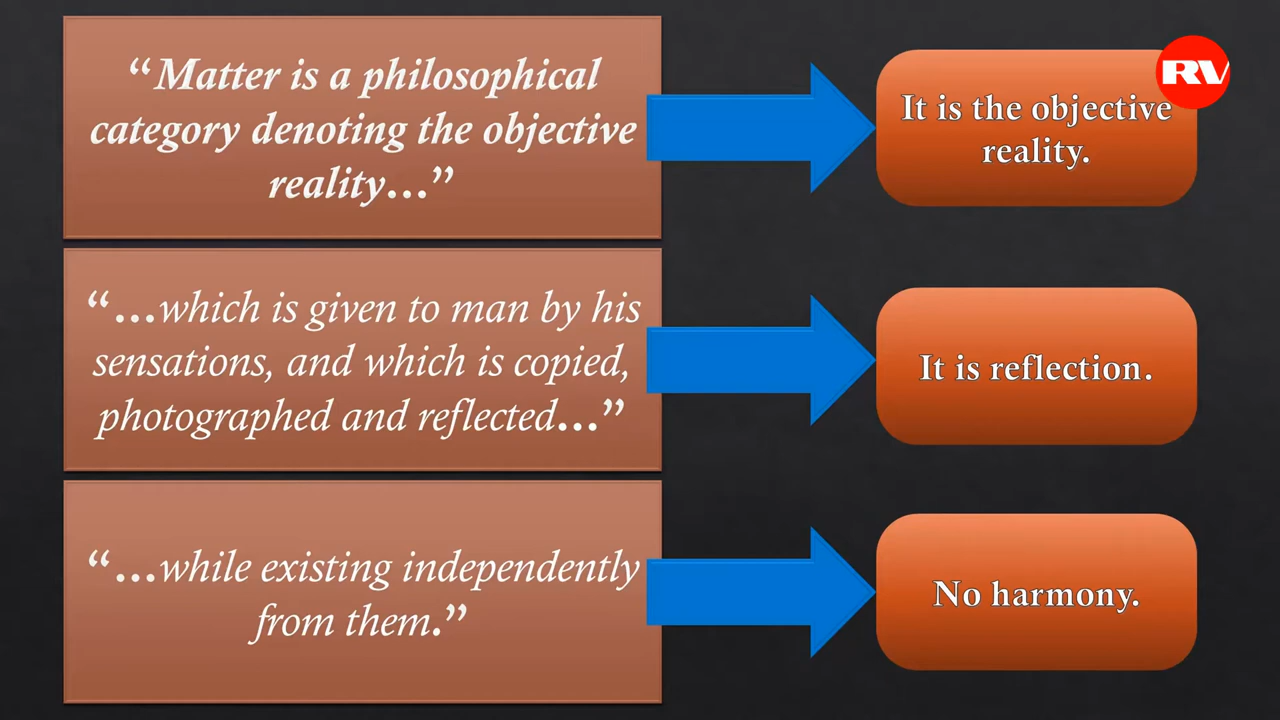 “Matter is a philosophical
category denoting the objective
reality…”
It is the objective
reality.
RV
“…which is given to man by his
sensations, and which is copied,
photographed and reflected…”
It is reflection.
“…while existing independently
from them.”
No harmony.